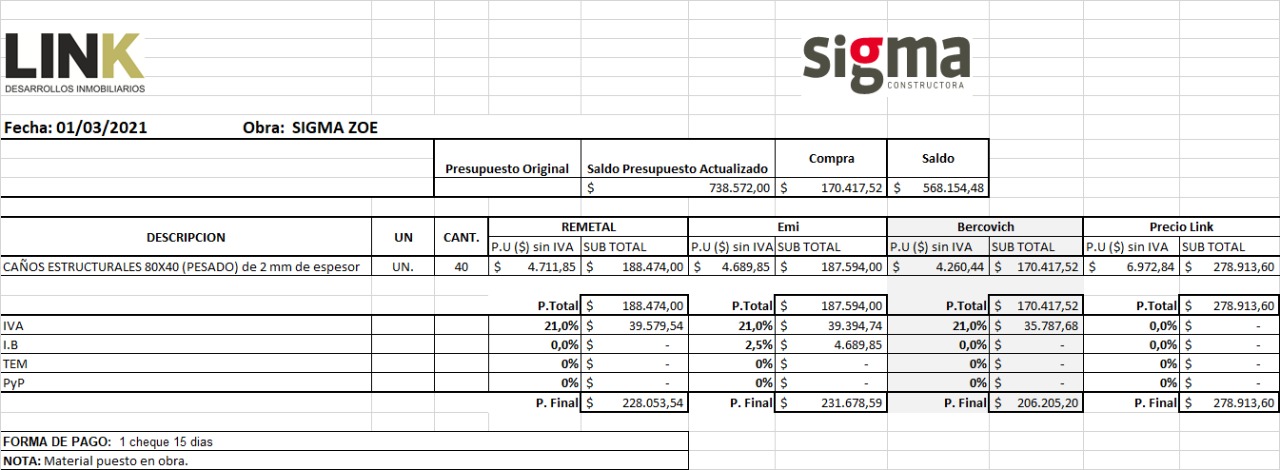 LINK
DESARROLLOS INMOBILIARIOS
sigma
CONSTRUCTORA
Fecha: 01/03/2021 Obra: SIGMA ZOE
Presupuesto Original Saldo Presupuesto Actualizado Compra Saldo
$ 738.572,00 $ 170.417,52 $ 568.154,48
DESCRIPCION UN CANT. REMETAL Emi Bercovich Precio Link
P.U ($) sin IVA SUB TOTAL P.U ($) sin IVA SUB TOTAL P.U ($) sin IVA SUB TOTAL P.U ($) sin IVA SUB TOTAL
CAÑOS ESTRUCTURALES 80X40 (PESADO) de 2 mm de espesor UN. 40 $ 4.711,85 188.474,00 $ 4.689,85 187.594,00 $ 4.260,44 $ 170.417,52 $ 6.972,84 $ 278.913,60
P.Total $ 188.474,00 P.Total $ 187.594,00 P.Total $ 170.417,52 P.Total $ 278.913,60
IVA 21,0% $ 39.579,54 21,0% $ 39.394,74 21,0% $ 35.787,68 0,0% $ -
I.B 0,0% $ - 2,5% $ 4.689,85 0,0% $ - 0,0% $ -
TEM 0% $ - 0% $ - 0% $ - 0% $ -
PyP 0% $ - 0% $ - 0% $ - 0% $ -
P. Final $ 228.053,54 P. Final $ 231.678,59 P. Final $ 206.205,20 P. Final $ 278.913,60
FORMA DE PAGO: 1 cheque 15 dias
NOTA: Material puesto en obra.